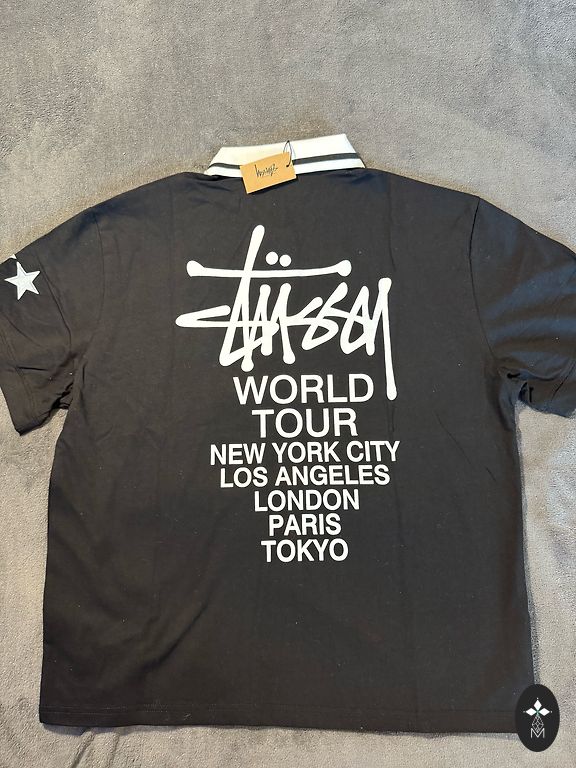 Stüssy
WORLD
TOUR
NEW YORK CITY
LOS ANGELES
LONDON
PARIS
TOKYO